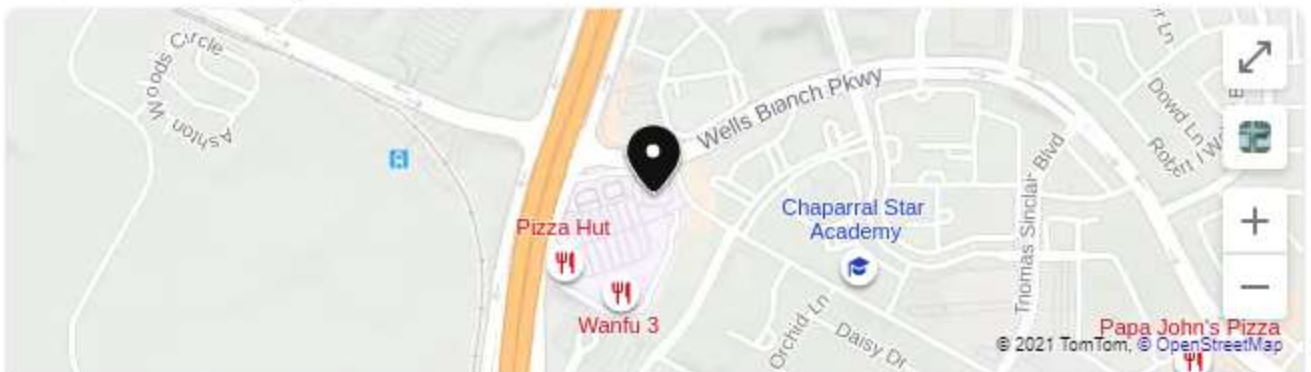 Ashton Woods Circle
Wells Branch Pkwy
Dowd Ln
Thomas Sinclair Blvd
Chaparral Star
Academy
Pizza Hut
Wanfu 3
Orchid Ln
Daisy Dr
Papa John's Pizza
© 2021 TomTom, © OpenStreetMap